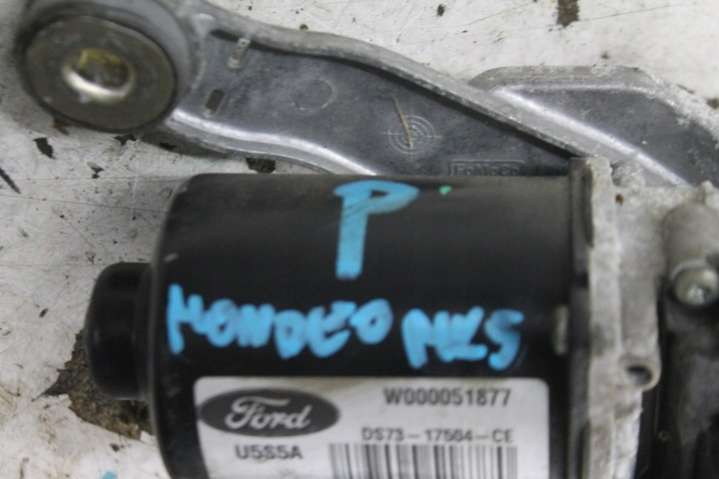 P
MONDEO MK5
Ford
W000051877
DS73-17504-CE
U5S5A